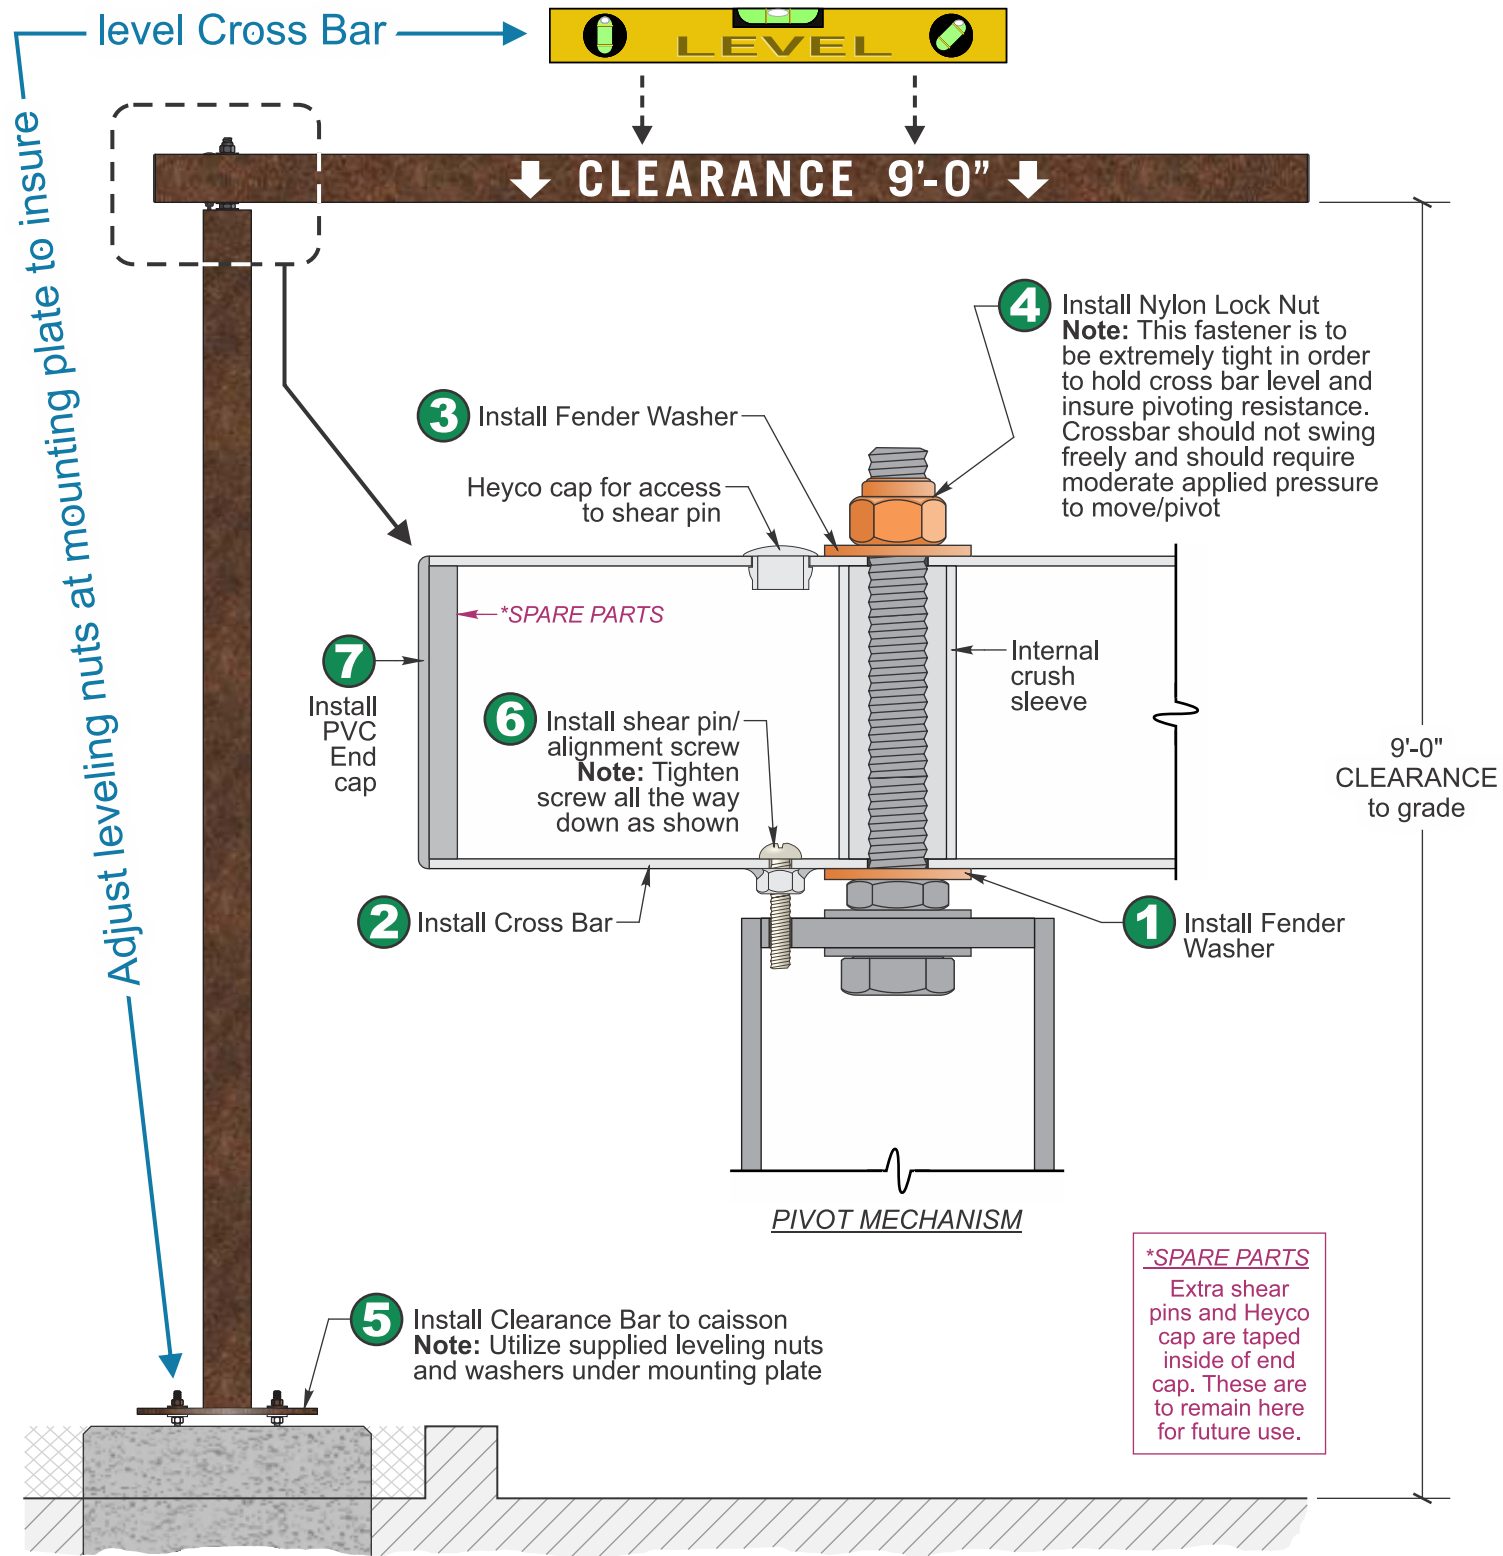 Adjust leveling nuts at mounting plate to insure
level Cross Bar
LEVEL
CLEARANCE 9'-0"
4
Install Nylon Lock Nut
Note: This fastener is to
be extremely tight in order
to hold cross bar level and
insure pivoting resistance.
Crossbar should not swing
freely and should require
moderate applied pressure
to move/pivot
3
Install Fender Washer
Heyco cap for access
to shear pin
*SPARE PARTS
7
Install
PVC
End
cap
6
Install shear pin/
alignment screw
Note: Tighten
screw all the way
down as shown
Internal
crush
sleeve
9'-0"
CLEARANCE
to grade
2
Install Cross Bar
1
Install Fender
Washer
PIVOT MECHANISM
*SPARE PARTS
Extra shear
pins and Heyco
cap are taped
inside of end
cap. These are
to remain here
for future use.
5
Install Clearance Bar to caisson
Note: Utilize supplied leveling nuts
and washers under mounting plate